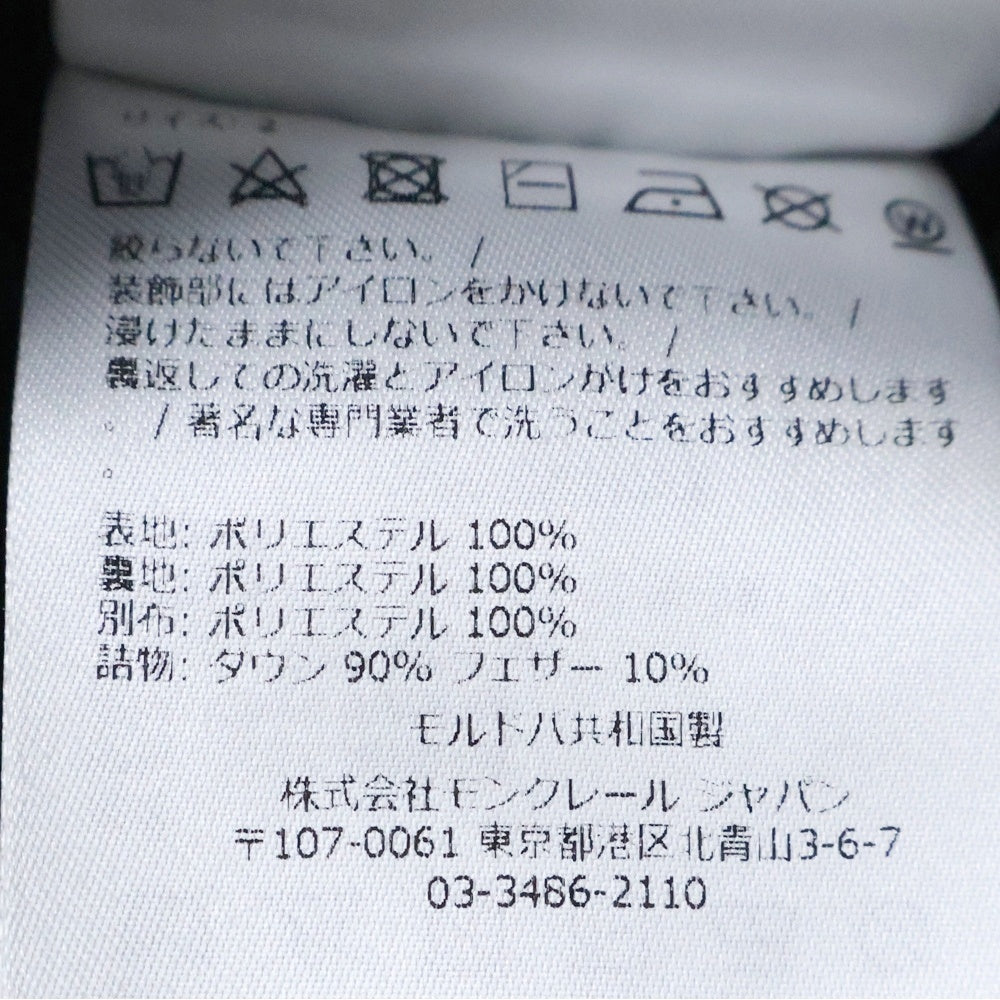 サイズ: 2
絞らないで下さい。 /
装飾部にはアイロンをかけないで下さい。 /
浸けたままにしないで下さい。 /
裏返しての洗濯とアイロンがけをおすすめします
。 / 著名な専門業者で洗うことをおすすめします
。
表地: ポリエステル 100%
裏地: ポリエステル 100%
別布: ポリエステル 100%
詰物: ダウン 90% フェザー 10%
モルドバ共和国製
株式会社 モンクレール ジャパン
〒107-0061 東京都港区北青山3-6-7
03-3486-2110